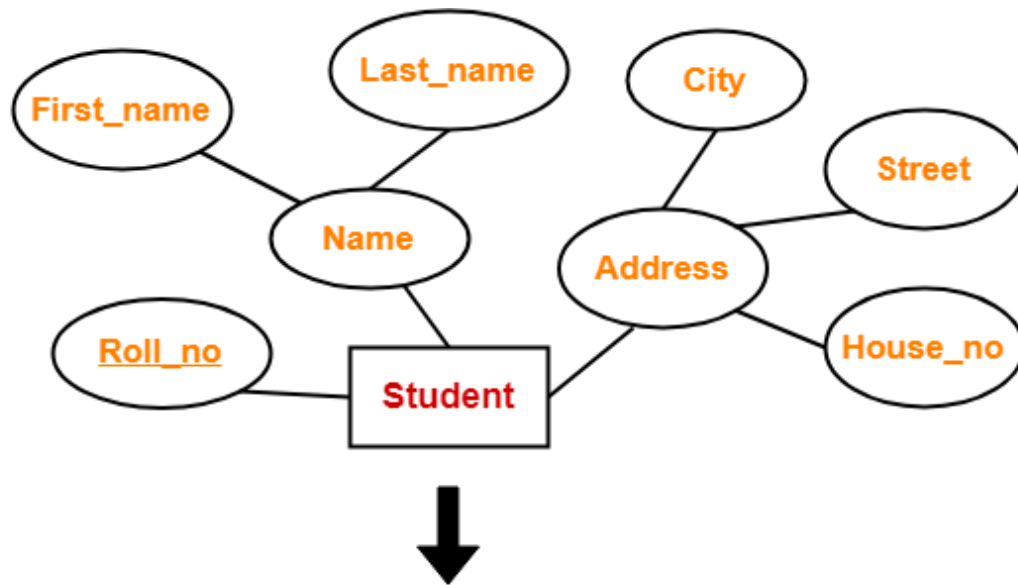 Last_name
City
First_name
Street
Name
Address
Roll_no
House_no
Student